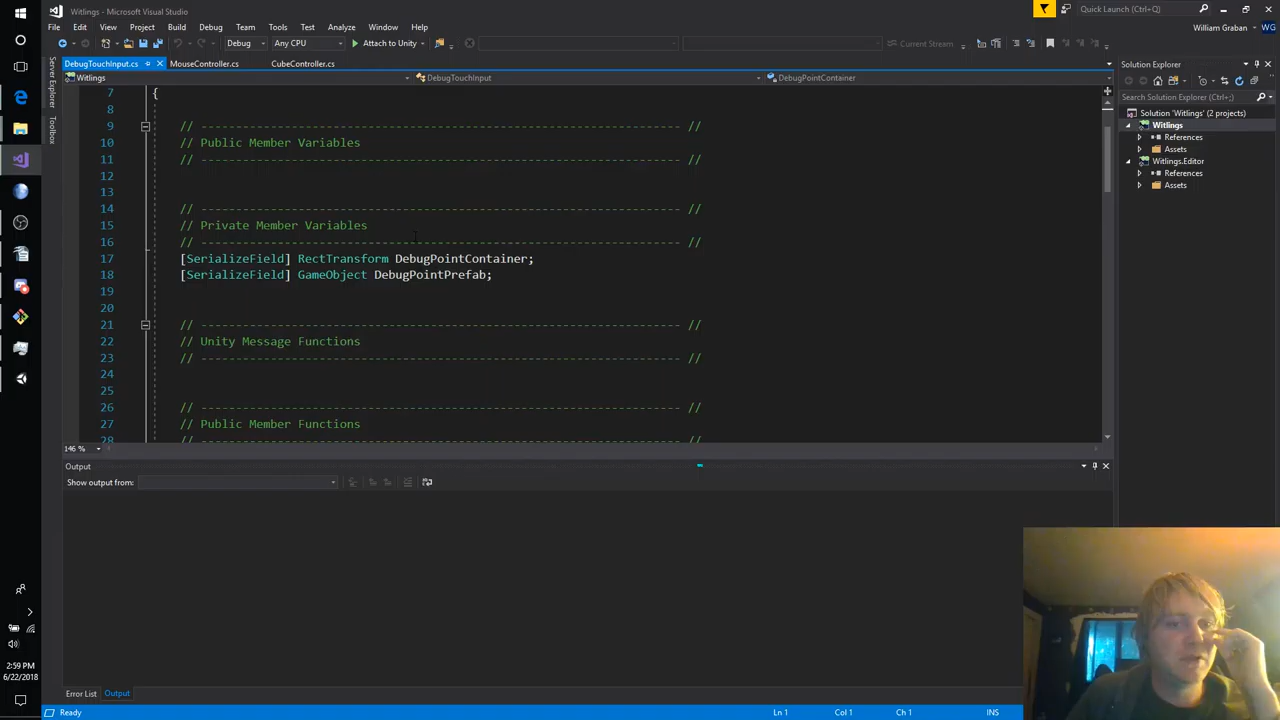 Witlings - Microsoft Visual Studio
Quick Launch (Ctrl+Q)
File Edit View Project Build Debug Team Tools Test Analyze Window Help
William Graban WG
Debug Any CPU Attach to Unity Current Stream
DebugTouchInput.cs MouseController.cs CubeController.cs
Witlings DebugTouchInput DebugPointContainer
Server Explorer
Toolbox
7 {
8
9 // -------------------------------------------------------------------- //
10 // Public Member Variables
11 // -------------------------------------------------------------------- //
12
13
14 // -------------------------------------------------------------------- //
15 // Private Member Variables
16 // -------------------------------------------------------------------- //
17 [SerializeField] RectTransform DebugPointContainer;
18 [SerializeField] GameObject DebugPointPrefab;
19
20
21 // -------------------------------------------------------------------- //
22 // Unity Message Functions
23 // -------------------------------------------------------------------- //
24
25
26 // -------------------------------------------------------------------- //
27 // Public Member Functions
28 // -------------------------------------------------------------------- //
146 %
Output
Show output from:
Error List Output
Ready Ln 1 Col 1 Ch 1 INS
Solution Explorer
Search Solution Explorer (Ctrl+;)
Solution 'Witlings' (2 projects)
Witlings
References
Assets
Witlings.Editor
References
Assets
2:59 PM
6/22/2018